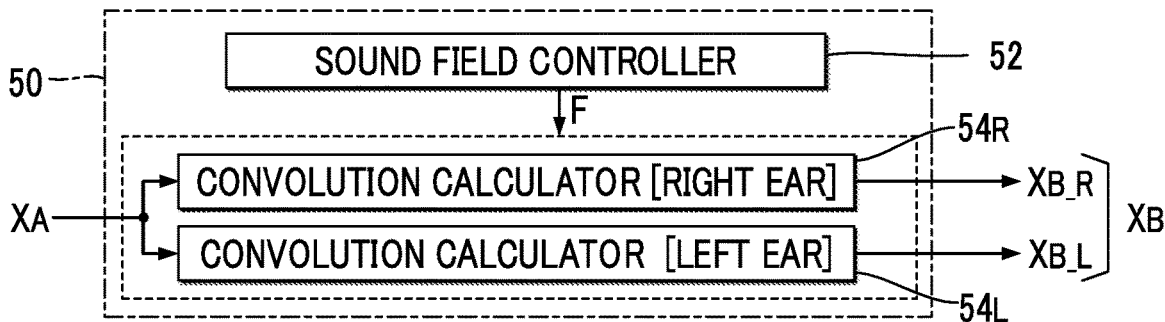 50
SOUND FIELD CONTROLLER
52
F
54R
XA
CONVOLUTION CALCULATOR [RIGHT EAR]
XB_R
CONVOLUTION CALCULATOR [LEFT EAR]
XB_L
XB
54L